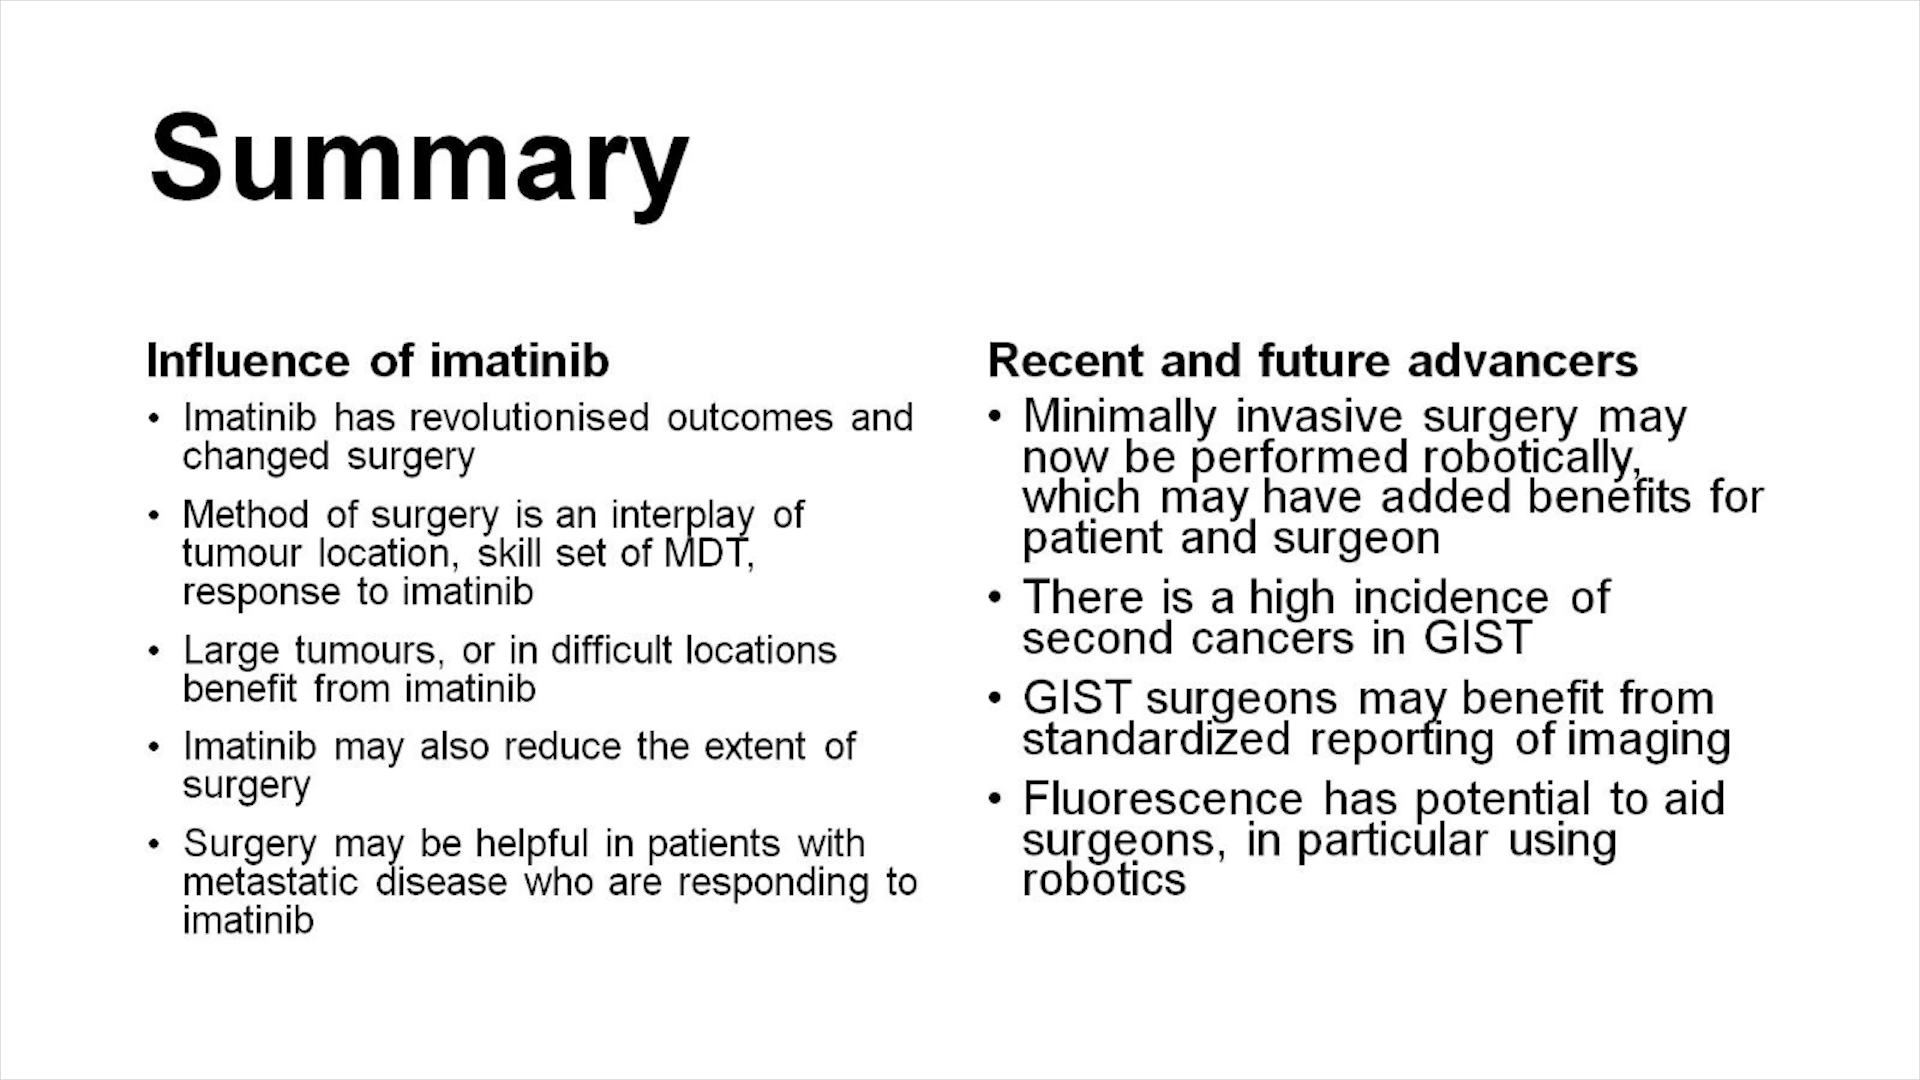 Summary
Influence of imatinib
• Imatinib has revolutionised outcomes and
changed surgery
• Method of surgery is an interplay of
tumour location, skill set of MDT,
response to imatinib
• Large tumours, or in difficult locations
benefit from imatinib
• Imatinib may also reduce the extent of
surgery
• Surgery may be helpful in patients with
metastatic disease who are responding to
imatinib
Recent and future advancers
• Minimally invasive surgery may
now be performed robotically,
which may have added benefits for
patient and surgeon
• There is a high incidence of
second cancers in GIST
• GIST surgeons may benefit from
standardized reporting of imaging
• Fluorescence has potential to aid
surgeons, in particular using
robotics